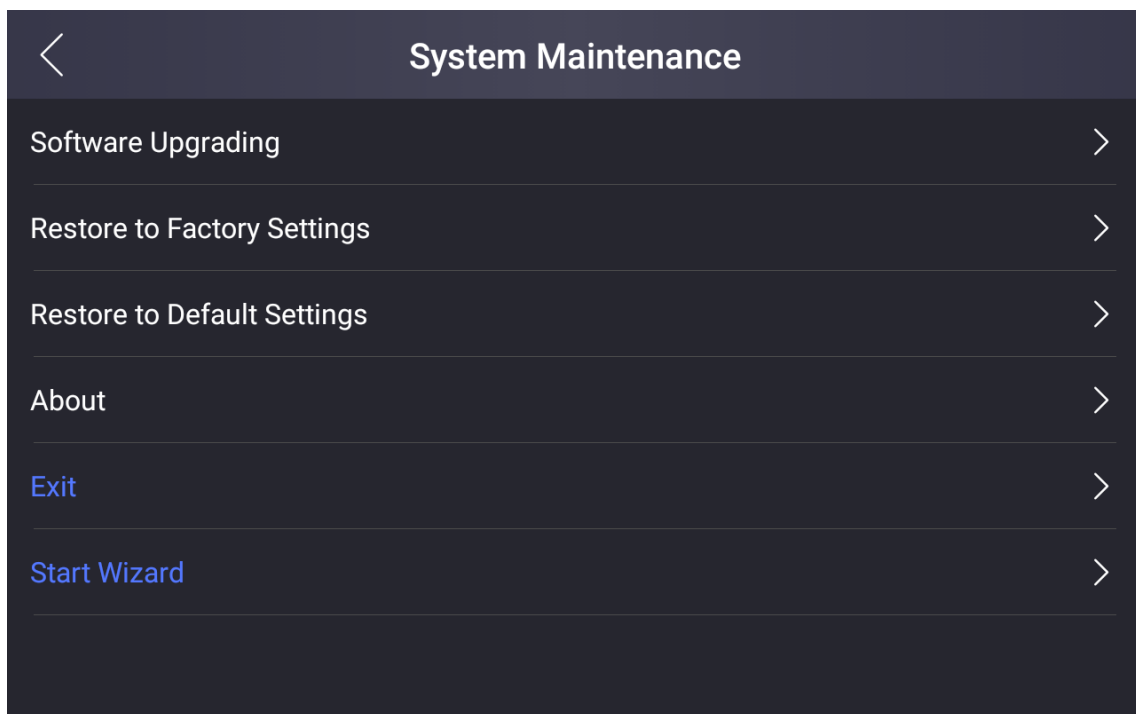 System Maintenance
Software Upgrading
Restore to Factory Settings
Restore to Default Settings
About
Exit
Start Wizard